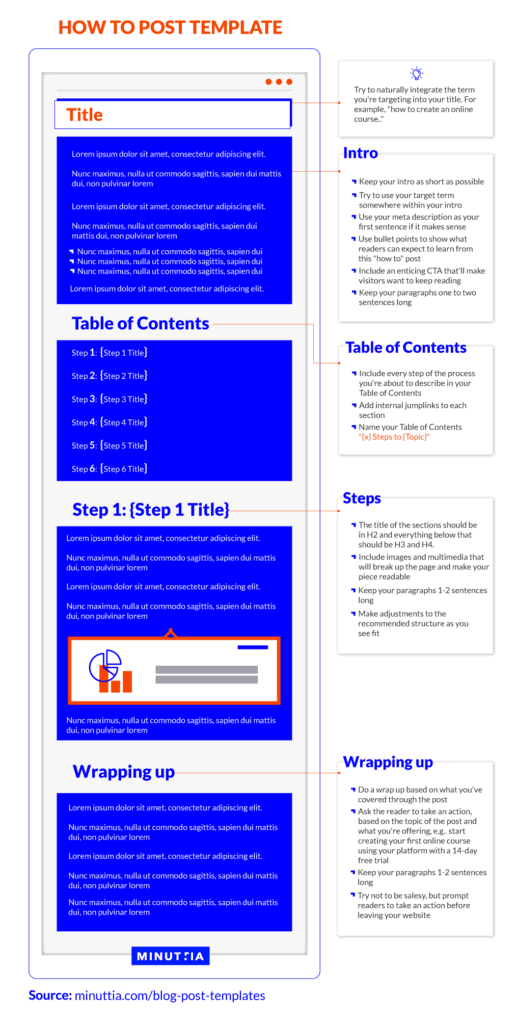 HOW TO POST TEMPLATE
Title
Lorem ipsum dolor sit amet, consectetur adipiscing elit.
Nunc maximus, nulla ut commodo sagittis, sapien dui mattis
dui, non pulvinar lorem
Lorem ipsum dolor sit amet, consectetur adipiscing elit.
Nunc maximus, nulla ut commodo sagittis, sapien dui
mattis dui, non pulvinar lorem
Nunc maximus, nulla ut commodo sagittis, sapien dui
Nunc maximus, nulla ut commodo sagittis, sapien dui
Nunc maximus, nulla ut commodo sagittis, sapien dui
Lorem ipsum dolor sit amet, consectetur adipiscing elit.
Try to naturally integrate the term
you're targeting into your title. For
example, "how to create an online
course.."
Intro
Keep your intro as short as possible
Try to use your target term
somewhere within your intro
Use your meta description as your
first sentence if it makes sense
Use bullet points to show what
readers can expect to learn from
this "how to" post
Include an enticing CTA that'll make
visitors want to keep reading
Keep your paragraphs one to two
sentences long
Table of Contents
Step 1: {Step 1 Title}
Step 2: {Step 2 Title}
Step 3: {Step 3 Title}
Step 4: {Step 4 Title}
Step 5: {Step 5 Title}
Step 6: {Step 6 Title}
Table of Contents
Include every step of the process
you're about to describe in your
Table of Contents
Add internal jumplinks to each
section
Name your Table of Contents
"{x} Steps to {Topic}"
Step 1: {Step 1 Title}
Lorem ipsum dolor sit amet, consectetur adipiscing elit.
Nunc maximus, nulla ut commodo sagittis, sapien dui mattis
dui, non pulvinar lorem
Lorem ipsum dolor sit amet, consectetur adipiscing elit.
Nunc maximus, nulla ut commodo sagittis, sapien dui mattis
dui, non pulvinar lorem
Nunc maximus, nulla ut commodo sagittis, sapien dui mattis
dui, non pulvinar lorem
Steps
The title of the sections should be
in H2 and everything below that
should be H3 and H4.
Include images and multimedia that
will break up the page and make your
piece readable
Keep your paragraphs 1-2 sentences
long
Make adjustments to the
recommended structure as you
see fit
Wrapping up
Lorem ipsum dolor sit amet, consectetur adipiscing elit.
Nunc maximus, nulla ut commodo sagittis, sapien dui mattis
dui, non pulvinar lorem
Lorem ipsum dolor sit amet, consectetur adipiscing elit.
Nunc maximus, nulla ut commodo sagittis, sapien dui mattis
dui, non pulvinar lorem
Nunc maximus, nulla ut commodo sagittis, sapien dui mattis
dui, non pulvinar lorem
Wrapping up
Do a wrap up based on what you've
covered through the post
Ask the reader to take an action,
based on the topic of the post and
what you're offering, e.g.. start
creating your first online course
using your platform with a 14-day
free trial
Keep your paragraphs 1-2 sentences
long
Try not to be salesy, but prompt
readers to take an action before
leaving your website
MINUTTIA
Source: minuttia.com/blog-post-templates